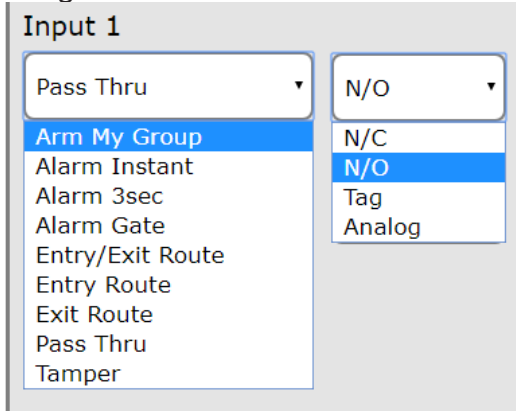 Input 1
Pass Thru N/O
Arm My Group N/C
Alarm Instant N/O
Alarm 3sec Tag
Alarm Gate Analog
Entry/Exit Route
Entry Route
Exit Route
Pass Thru
Tamper